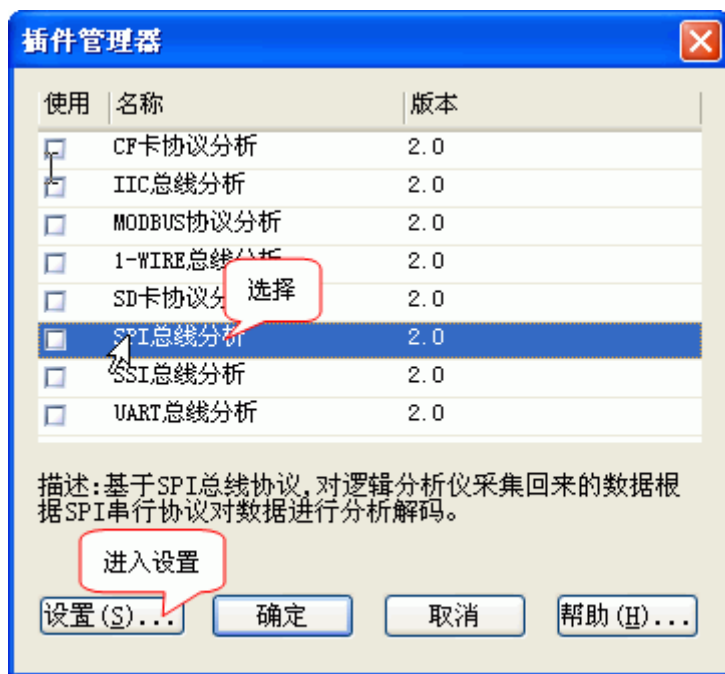 插件管理器
使用 名称 版本
CF卡协议分析 2.0
IIC总线分析 2.0
MODBUS协议分析 2.0
1-WIRE总线分析 2.0
选择
SD卡协议分 2.0
SPI总线分析 2.0
SSI总线分析 2.0
UART总线分析 2.0
描述:基于SPI总线协议,对逻辑分析仪采集回来的数据根
据SPI串行协议对数据进行分析解码。
进入设置
设置(S)... 确定 取消 帮助(H)...